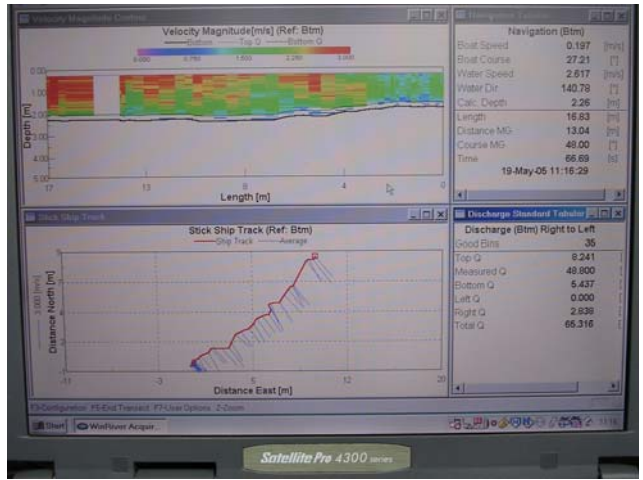 Velocity Magnitude Contour
Velocity Magnitude[m/s] (Ref: Btm)
Bottom Top Q Bottom Q
0.000 0.750 1.500 2.250 3.000
0.00
1.00
2.00
3.00
4.00
5.00
Depth [m]
17 13 8 4 0
Length [m]
Navigation Tabular
Navigation (Btm)
Boat Speed 0.197 [m/s]
Boat Course 27.21 [°]
Water Speed 2.617 [m/s]
Water Dir. 140.78 [°]
Calc. Depth 2.26 [m]
Length 16.83 [m]
Distance MG 13.04 [m]
Course MG 48.00 [°]
Time 66.69 [s]
19-May-05 11:16:29
Stick Ship Track
Stick Ship Track (Ref: Btm)
Ship Track Average
3.000 [m/s]
Distance North [m]
-11 -3 12 20
Distance East [m]
Discharge Standard Tabular
Discharge (Btm) Right to Left
Good Bins 35
Top Q 8.241
Measured Q 48.800
Bottom Q 5.437
Left Q 0.000
Right Q 2.838
Total Q 65.316
F3-Configuration F5-End Transect F7-User Options Z-Zoom
Start WinRiver Acquir...
Satellite Pro 4300 SERIES